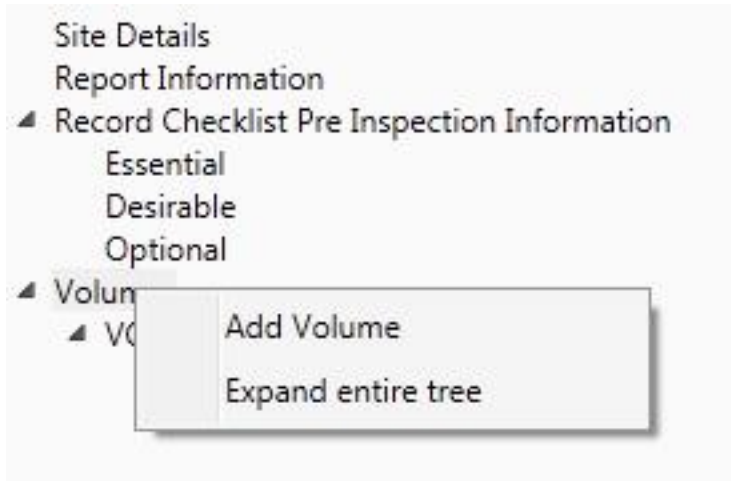 Site Details
Report Information
Record Checklist Pre Inspection Information
Essential
Desirable
Optional
Add Volume
Expand entire tree